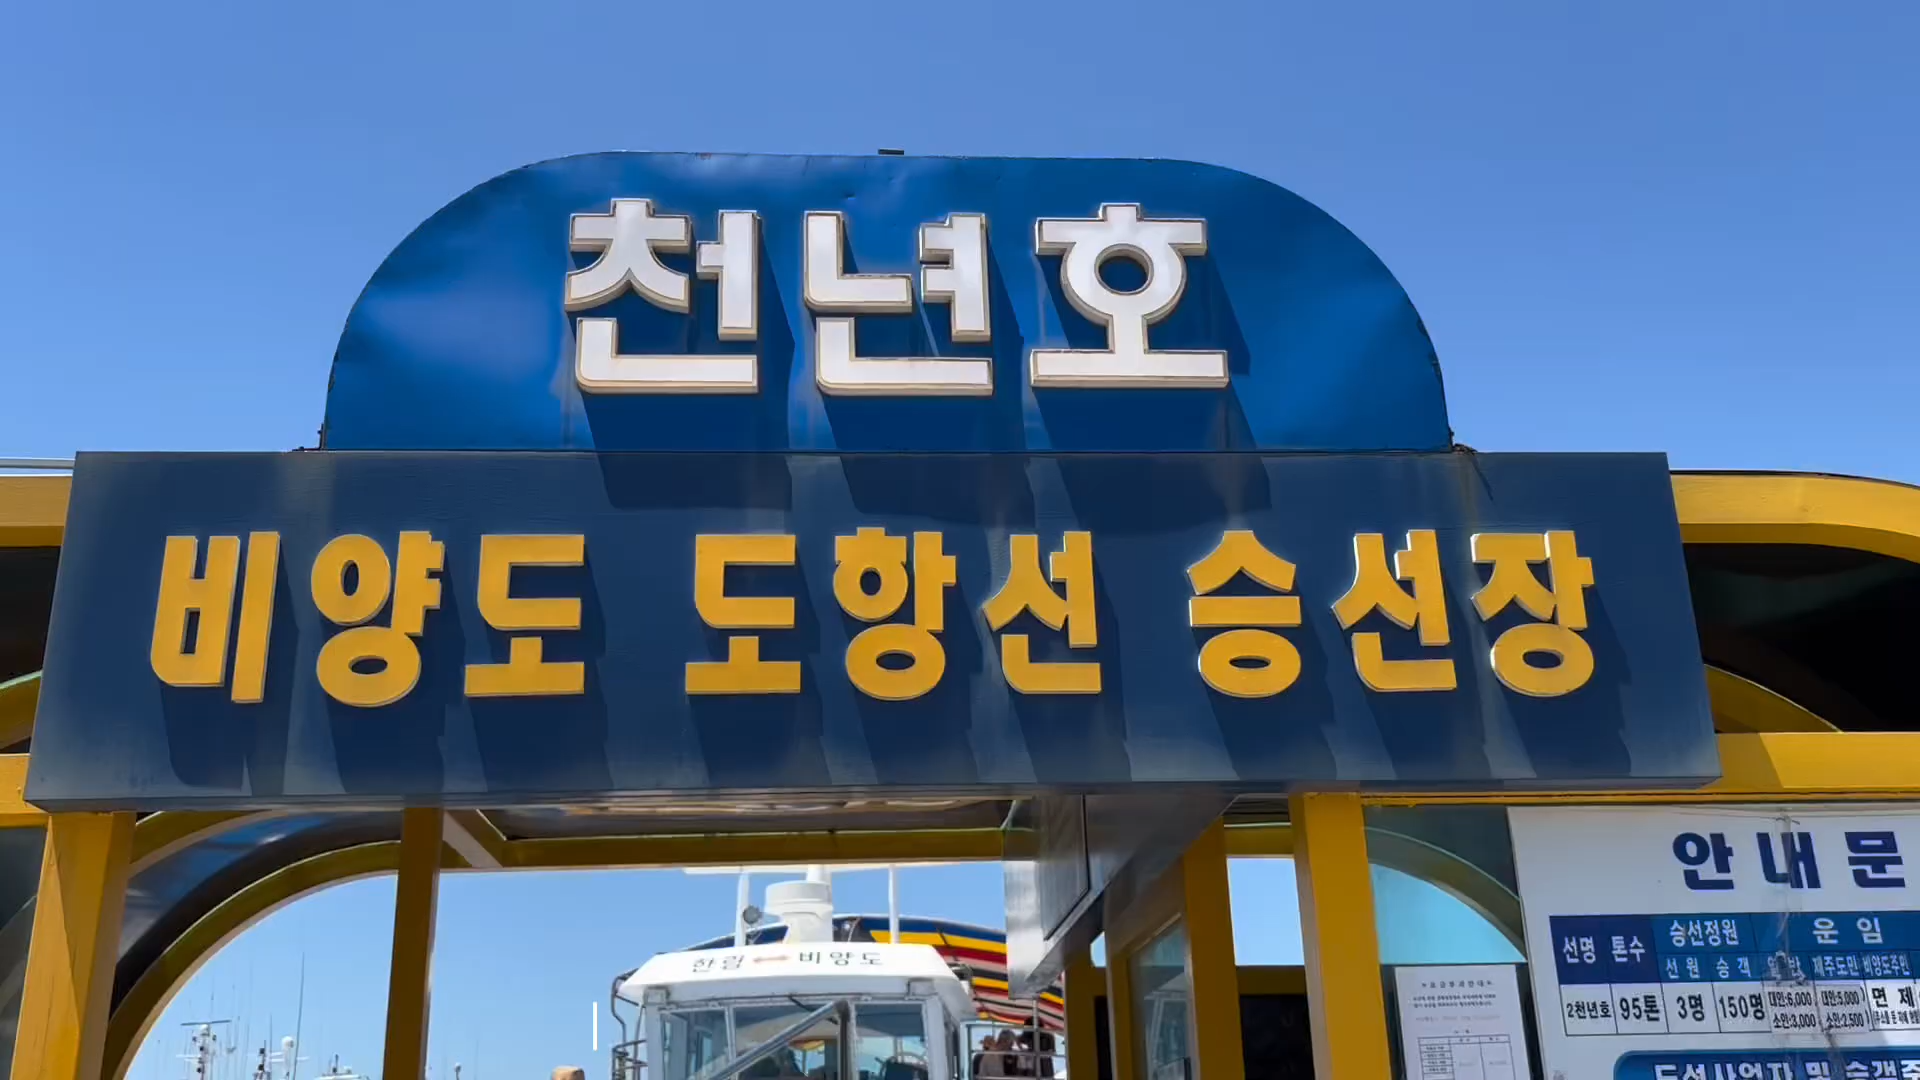 천년호
비양도 도항선 승선장
한림 ↔ 비양도
안내문
선명 톤수 승선정원 운임
선원 승객 일반 제주도민 비양도주민
2천년호 95톤 3명 150명 대인:6,000 대인:5,000 면제
소인:3,000 소인:2,500